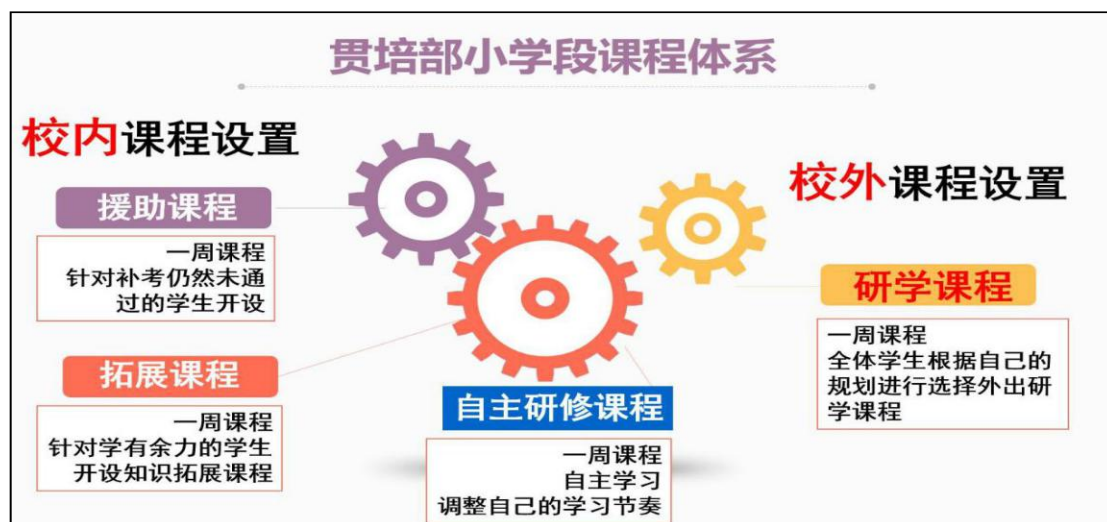 贯培部小学段课程体系
校内课程设置
援助课程
一周课程
针对补考仍然未通
过的学生开设
拓展课程
一周课程
针对学有余力的学生
开设知识拓展课程
自主研修课程
一周课程
自主学习
调整自己的学习节奏
校外课程设置
研学课程
一周课程
全体学生根据自己的
规划进行选择外出研
学课程